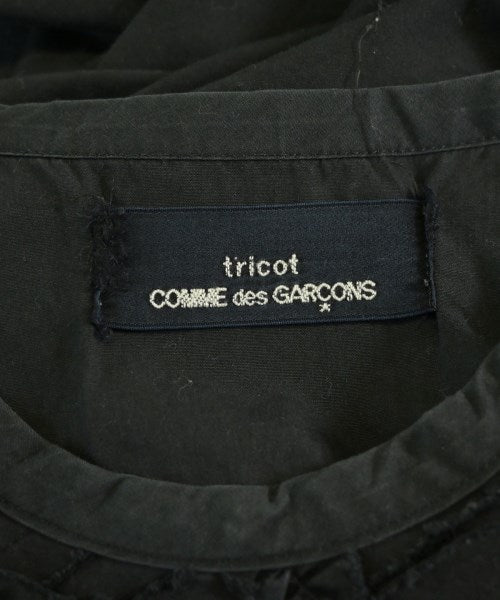 tricot
COMME des GARÇONS
*